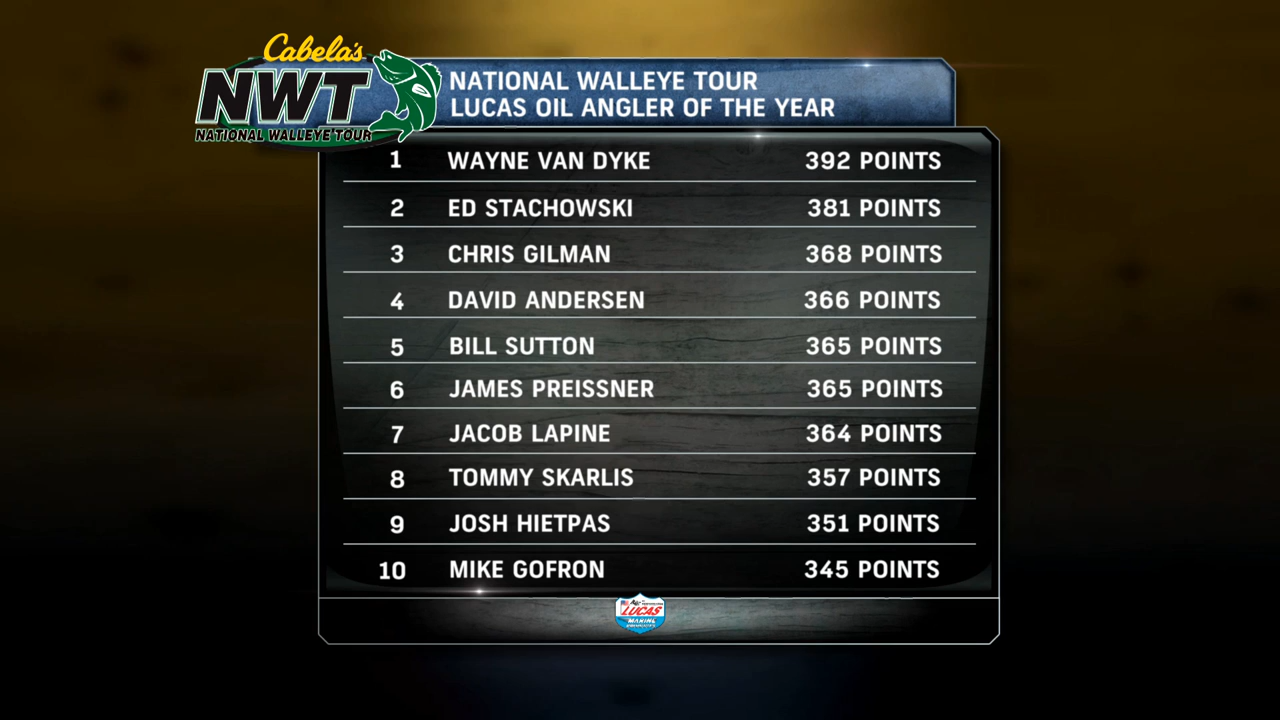 Cabela's
NWT
NATIONAL WALLEYE TOUR
NATIONAL WALLEYE TOUR
LUCAS OIL ANGLER OF THE YEAR
1 WAYNE VAN DYKE 392 POINTS
2 ED STACHOWSKI 381 POINTS
3 CHRIS GILMAN 368 POINTS
4 DAVID ANDERSEN 366 POINTS
5 BILL SUTTON 365 POINTS
6 JAMES PREISSNER 365 POINTS
7 JACOB LAPINE 364 POINTS
8 TOMMY SKARLIS 357 POINTS
9 JOSH HIETPAS 351 POINTS
10 MIKE GOFRON 345 POINTS
LUCAS
MARINE